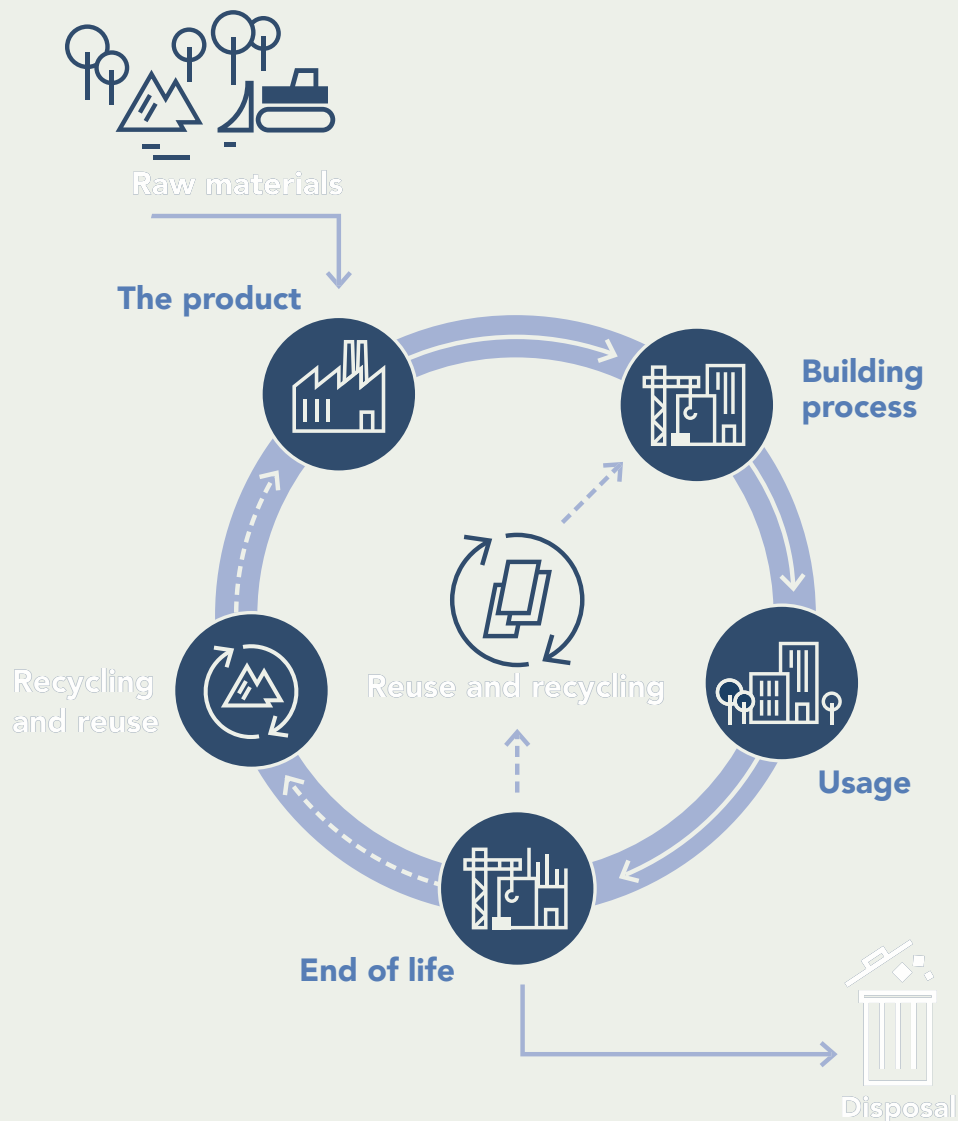 Raw materials
The product
Building
process
Reuse and recycling
Recycling
and reuse
Usage
End of life
Disposal